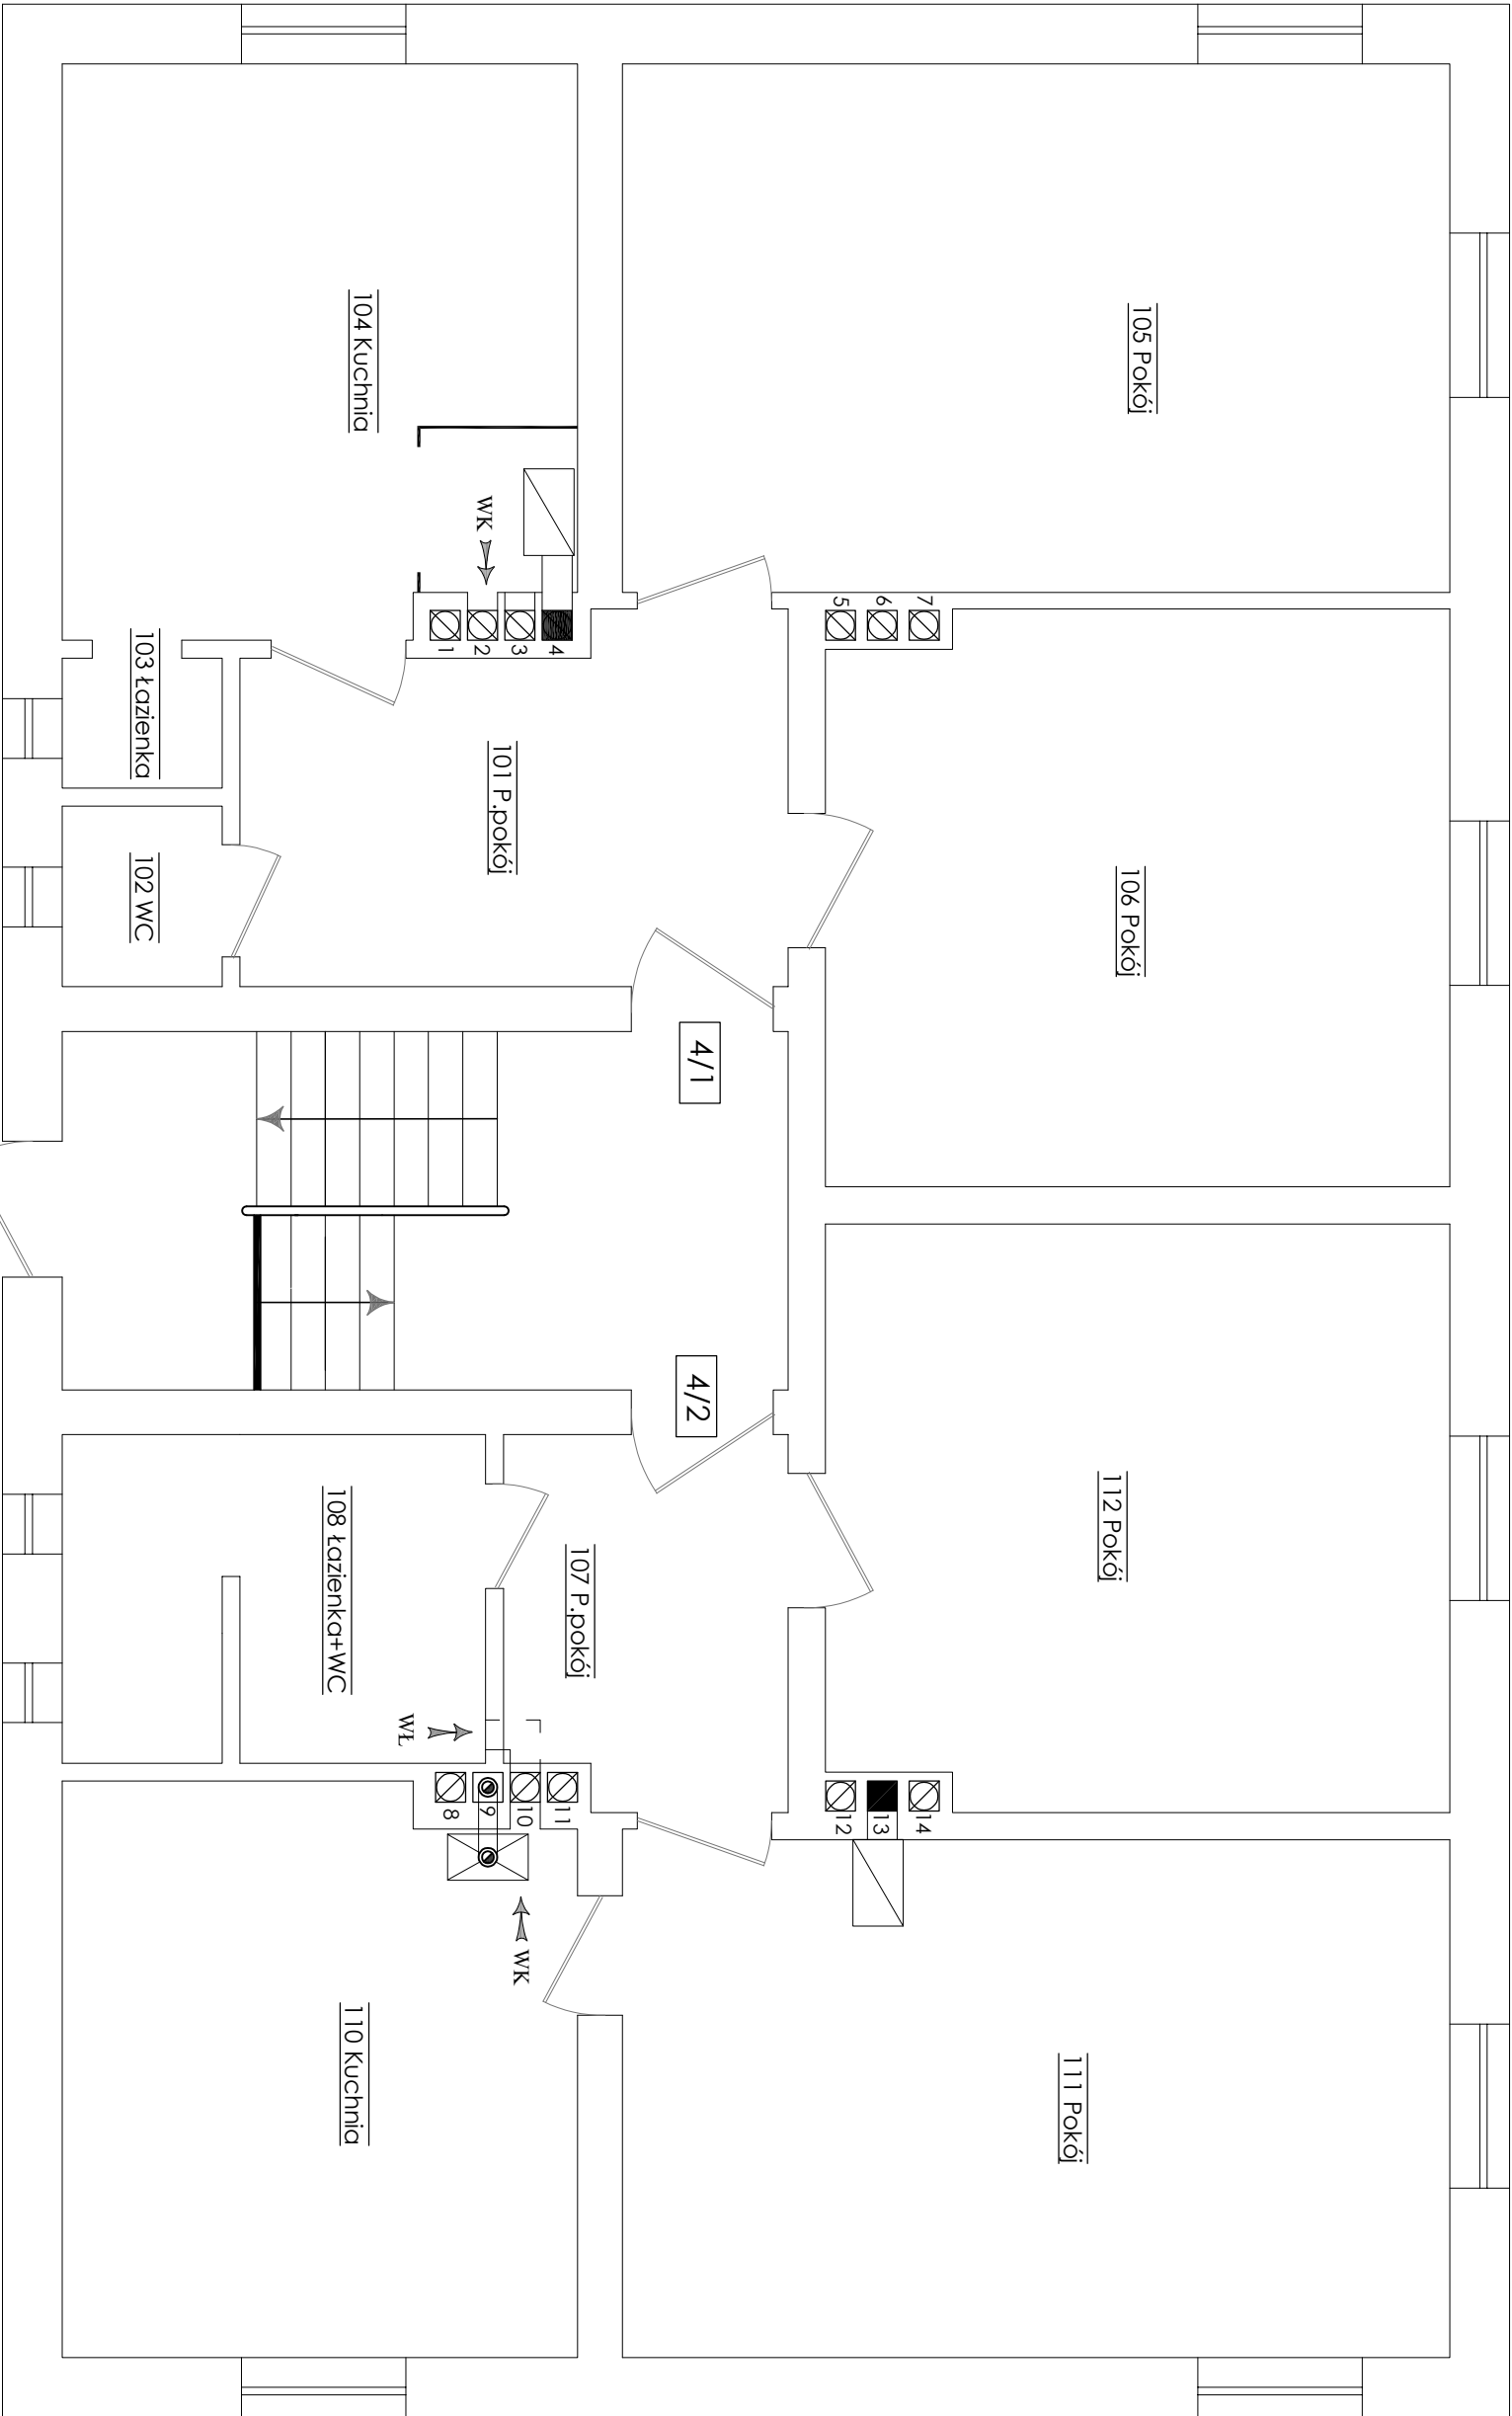 105 Pokój
106 Pokój
112 Pokój
111 Pokój
7
6
5
14
13
12
4/1
4/2
107 P.pokój
4
3
2
1
11
10
9
8
WK
WK
101 P.pokój
WŁ
104 Kuchnia
108 Łazienka+WC
110 Kuchnia
103 Łazienka
102 WC